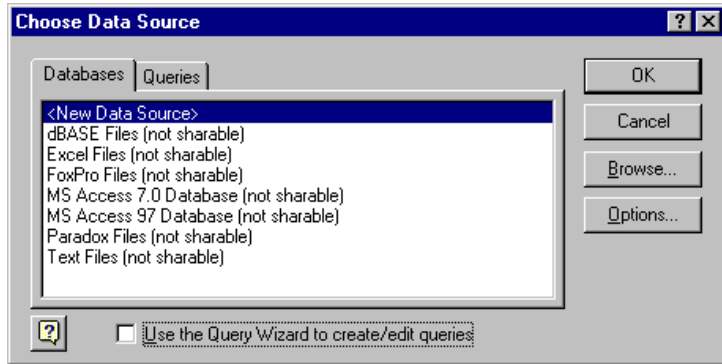 Choose Data Source
? X
Databases Queries
<New Data Source>
dBASE Files (not sharable)
Excel Files (not sharable)
FoxPro Files (not sharable)
MS Access 7.0 Database (not sharable)
MS Access 97 Database (not sharable)
Paradox Files (not sharable)
Text Files (not sharable)
OK
Cancel
Browse...
Options...
?
Use the Query Wizard to create/edit queries